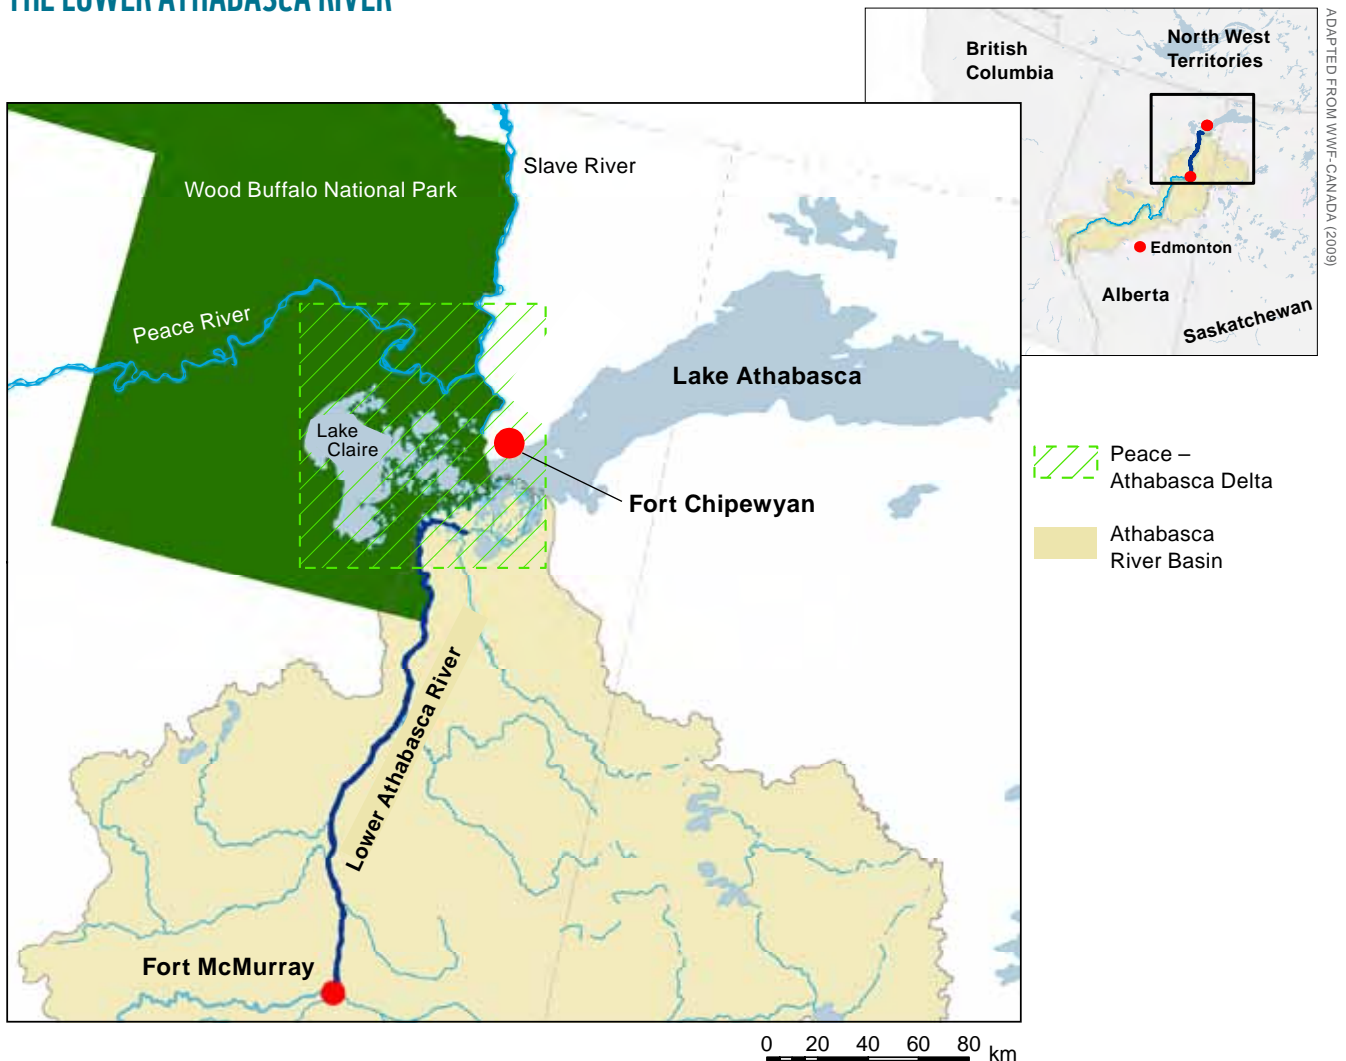 THE LOWER ATHABASCA RIVER
ADAPTED FROM WWF-CANADA (2009)
British
Columbia
North West
Territories
Edmonton
Alberta
Saskatchewan
Slave River
Wood Buffalo National Park
Peace River
Lake Athabasca
Lake
Claire
Fort Chipewyan
Peace –
Athabasca Delta
Athabasca
River Basin
Lower Athabasca River
Fort McMurray
0 20 40 60 80 km